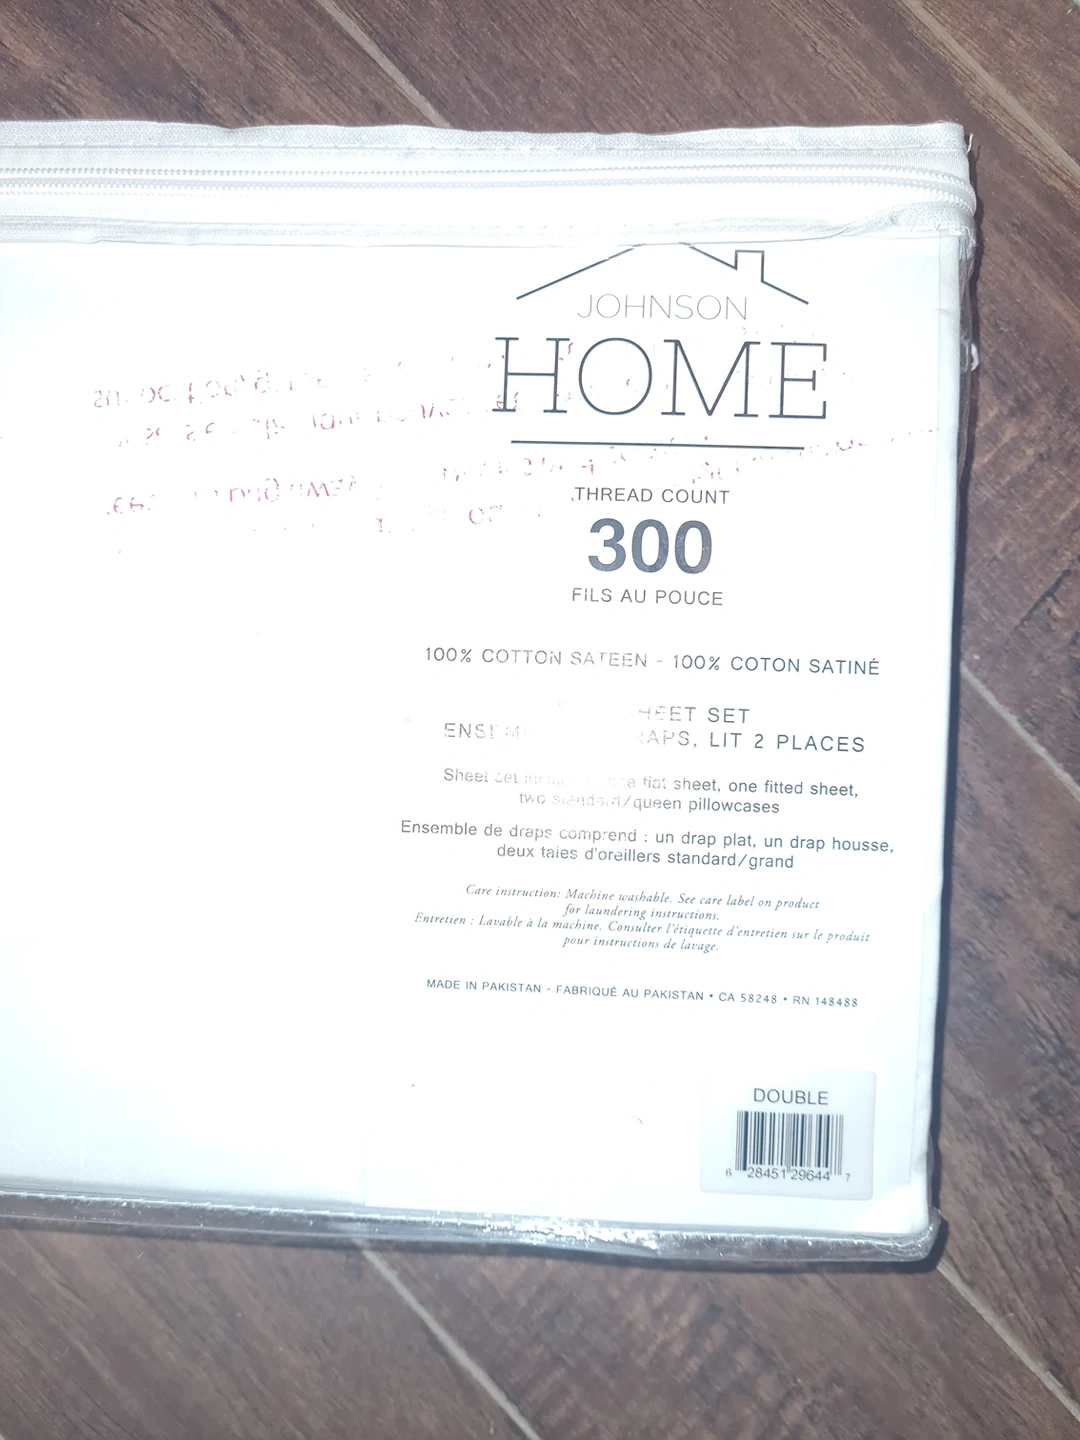 JOHNSON
HOME
THREAD COUNT
300
FILS AU POUCE
100% COTTON SATEEN - 100% COTON SATINÉ
SET
LIT 2 PLACES
Sheet set flat sheet, one fitted sheet,
two standard/queen pillowcases
Ensemble de draps comprend : un drap plat, un drap housse,
deux taies d'oreillers standard/grand
Care instruction: Machine washable. See care label on product
for laundering instructions.
Entretien : Lavable à la machine. Consulter l'étiquette d'entretien sur le produit
pour instructions de lavage.
MADE IN PAKISTAN - FABRIQUÉ AU PAKISTAN • CA 58248 • RN 148488
DOUBLE
6 28451 29644 7